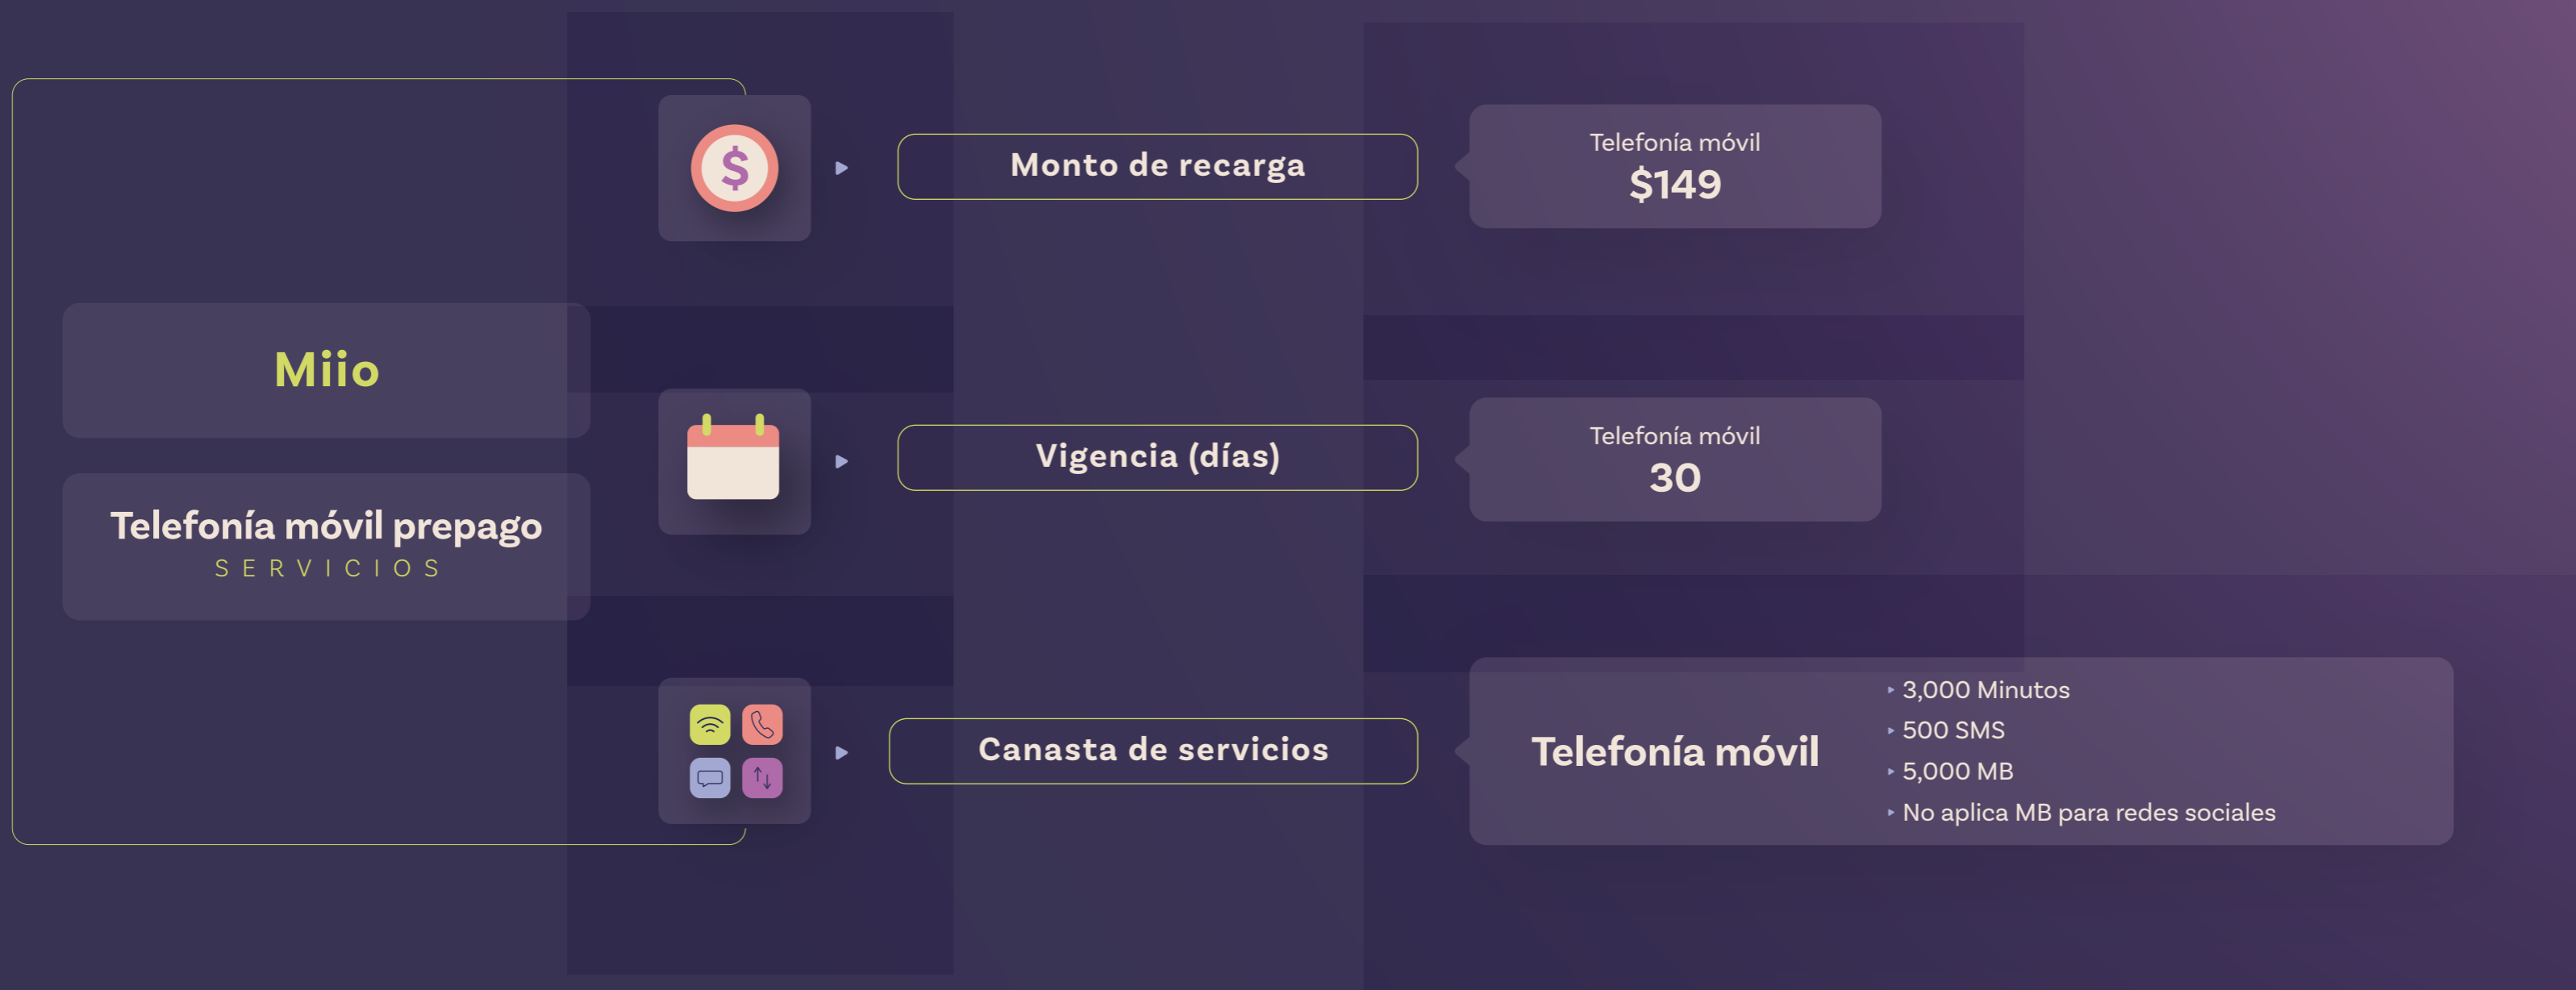 Miio
Telefonía móvil prepago
SERVICIOS
$
Monto de recarga
Telefonía móvil
$149
Vigencia (días)
Telefonía móvil
30
Canasta de servicios
Telefonía móvil
3,000 Minutos
500 SMS
5,000 MB
No aplica MB para redes sociales